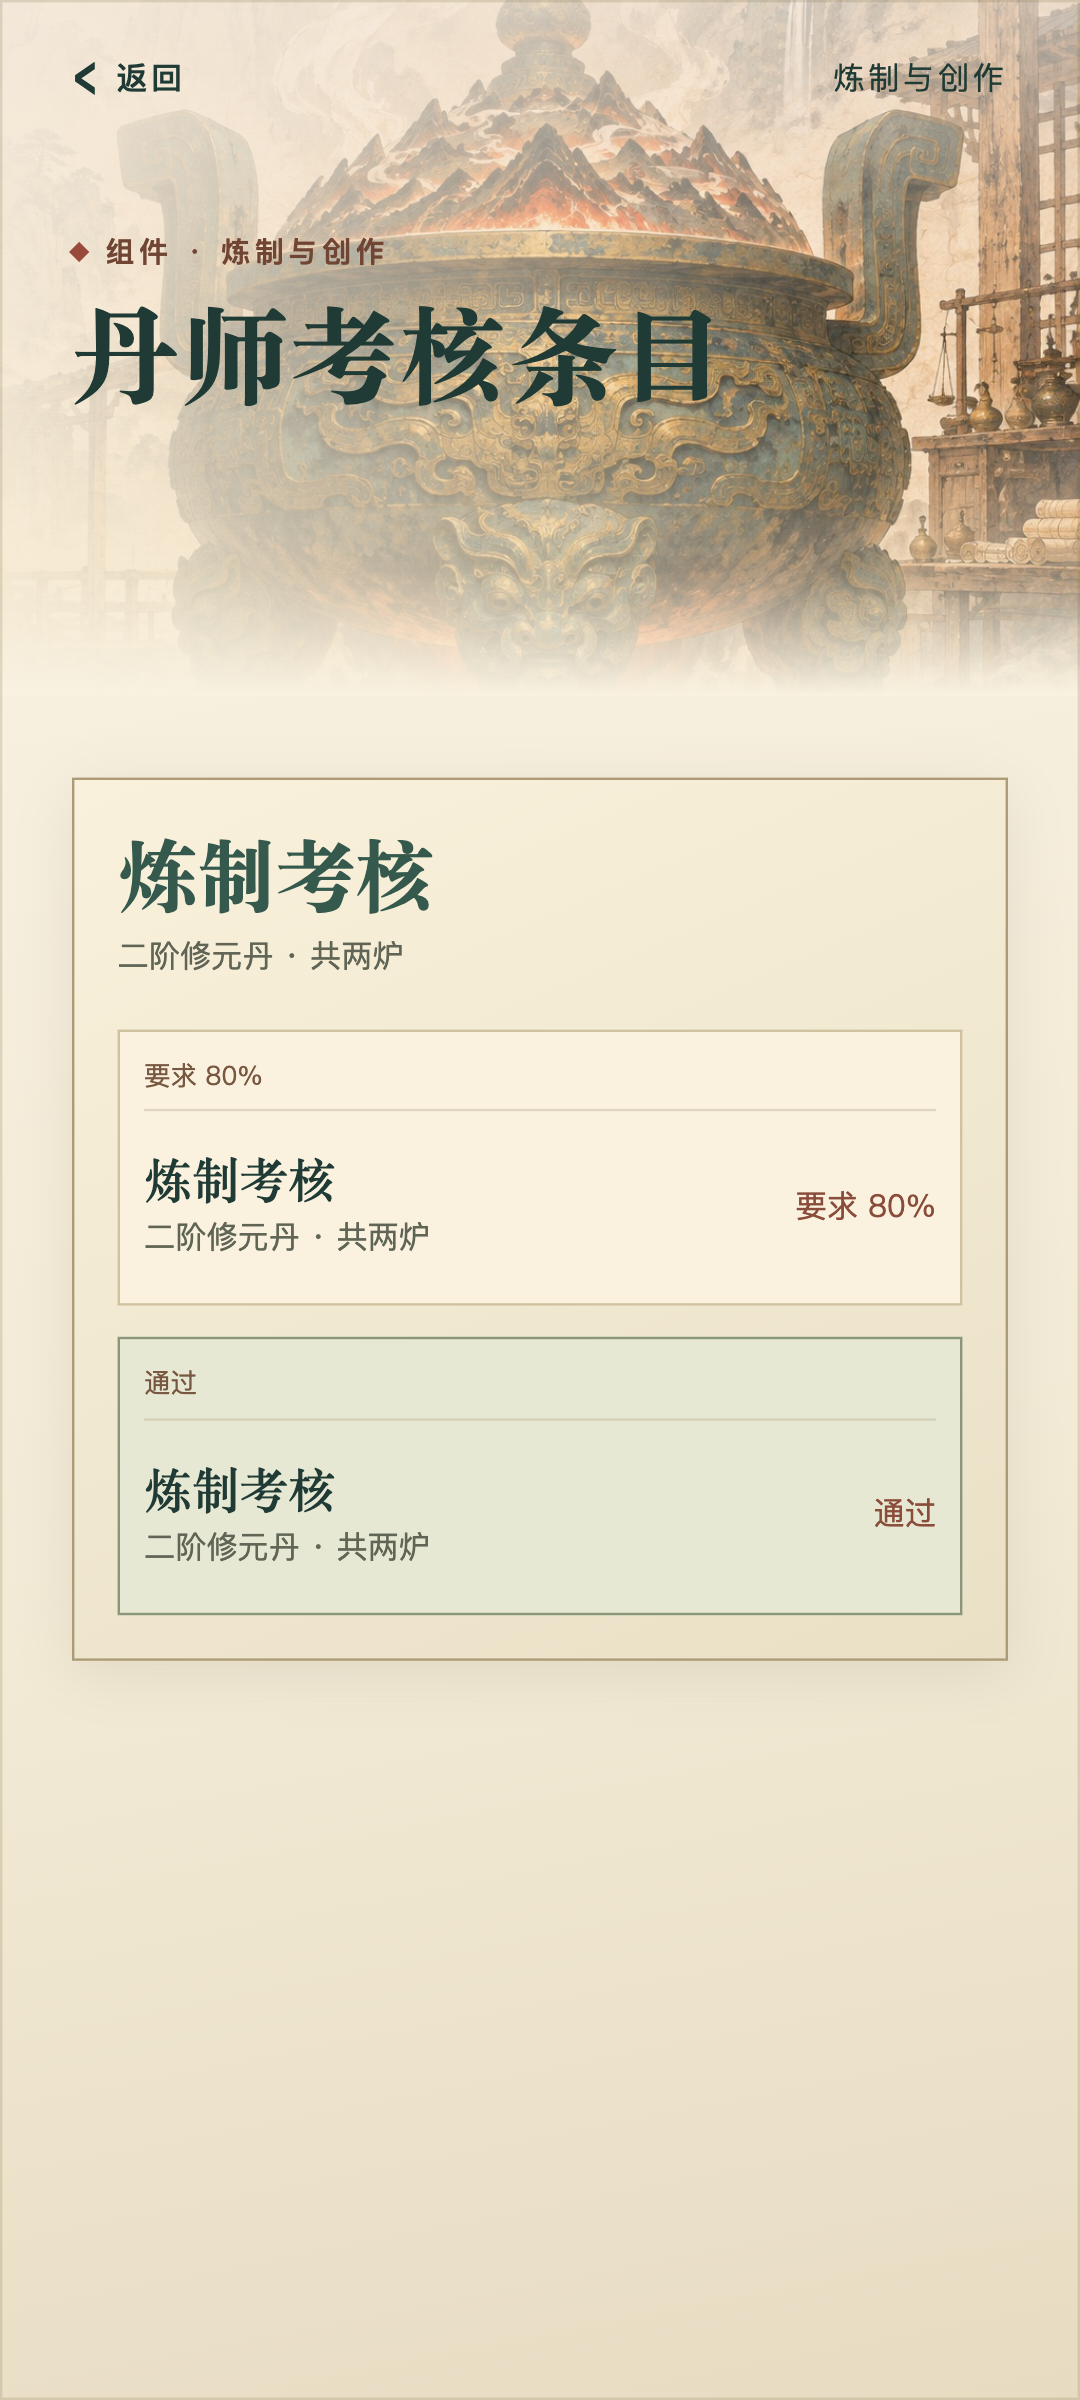 返回
炼制与创作
组件 · 炼制与创作
丹师考核条目
炼制考核
二阶修元丹 · 共两炉
要求 80%
炼制考核
二阶修元丹 · 共两炉
要求 80%
通过
炼制考核
二阶修元丹 · 共两炉
通过